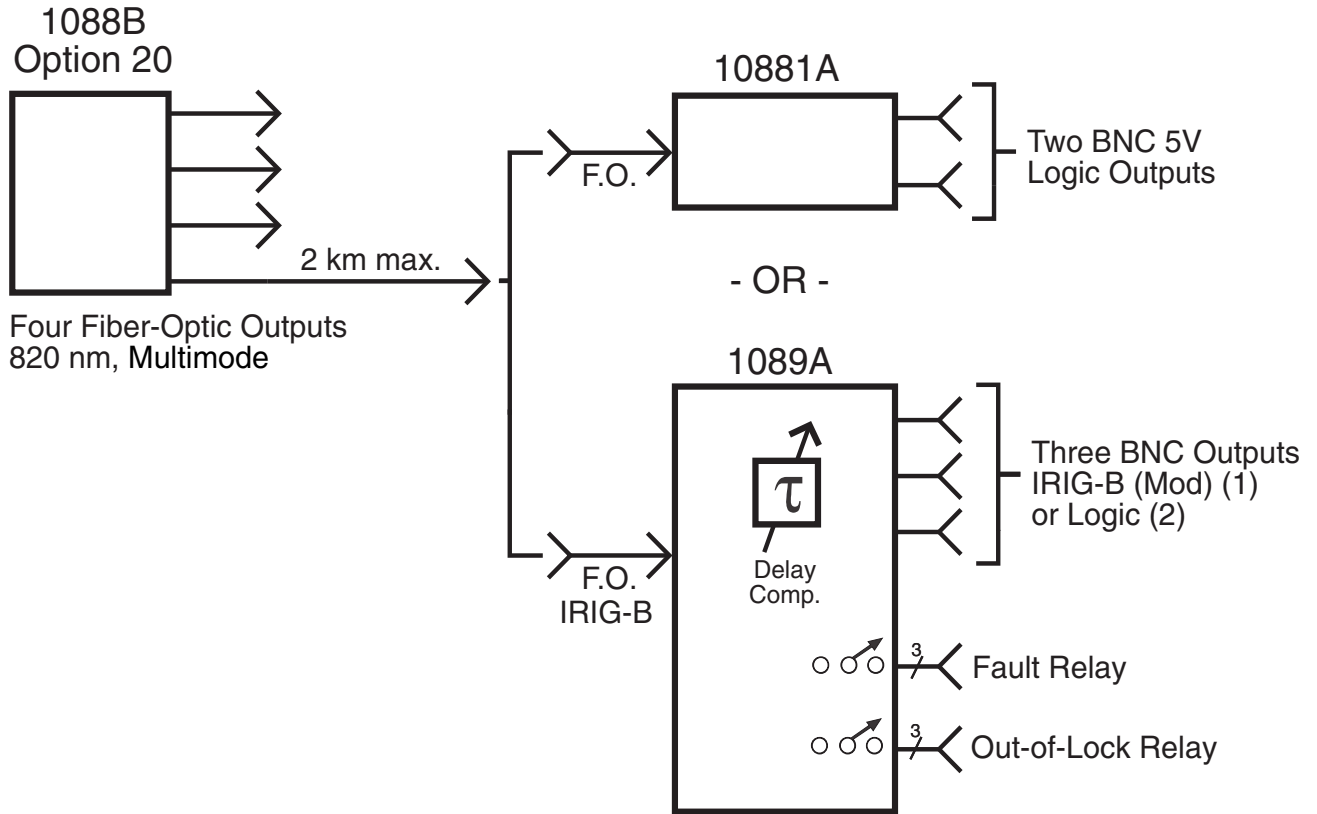 1088B
Option 20
Four Fiber-Optic Outputs
820 nm, Multimode
2 km max.
10881A
F.O.
Two BNC 5V
Logic Outputs
- OR -
1089A
τ
Delay
Comp.
F.O.
IRIG-B
Three BNC Outputs
IRIG-B (Mod) (1)
or Logic (2)
3
Fault Relay
3
Out-of-Lock Relay